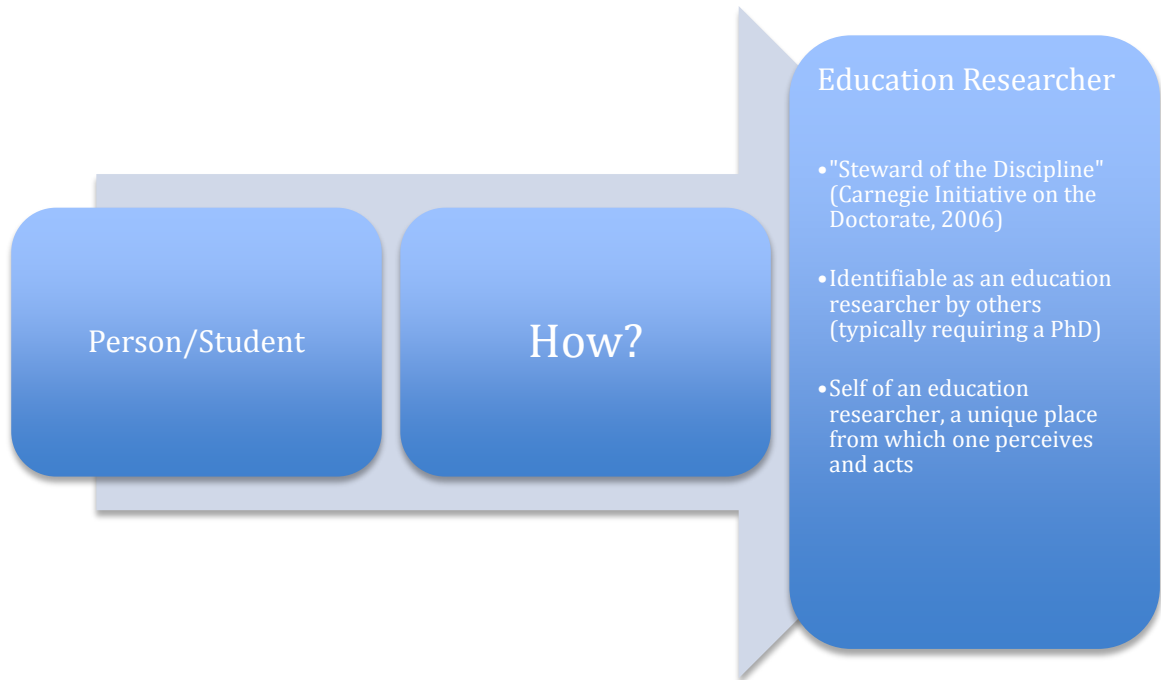 Person/Student
How?
Education Researcher
•"Steward of the Discipline"
(Carnegie Initiative on the
Doctorate, 2006)
•Identifiable as an education
researcher by others
(typically requiring a PhD)
•Self of an education
researcher, a unique place
from which one perceives
and acts